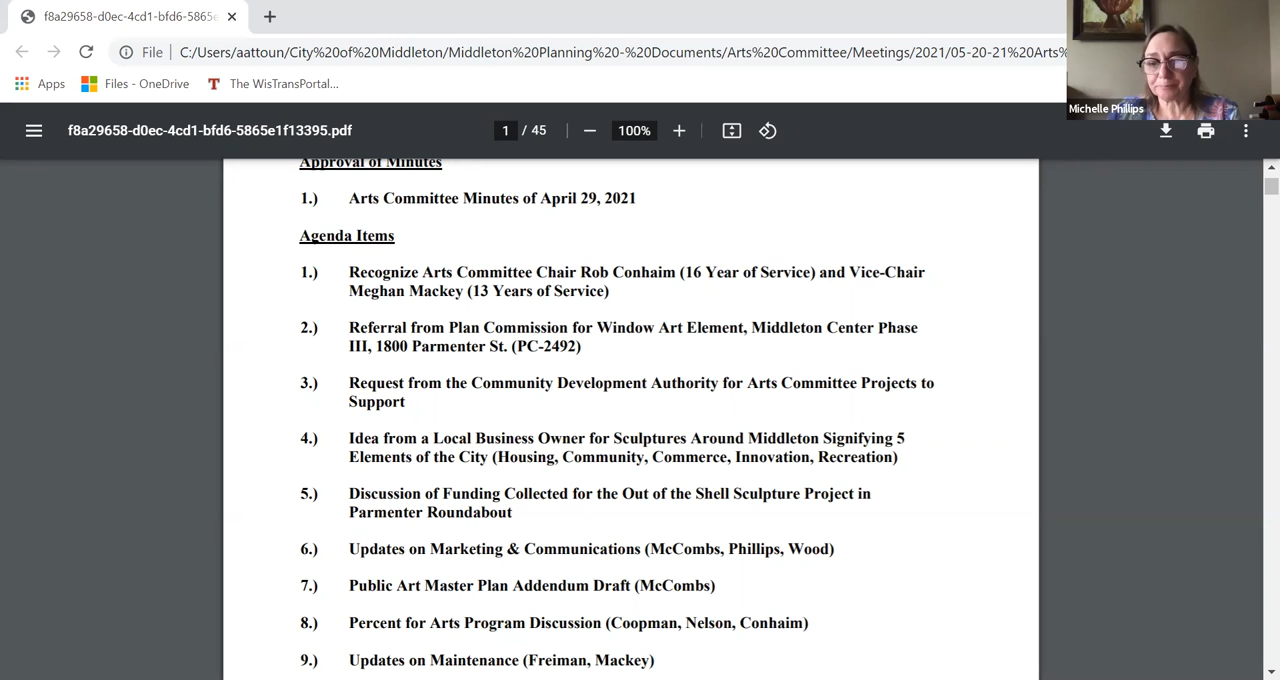 f8a29658-d0ec-4cd1-bfd6-5865e
File C:/Users/aattoun/City%20of%20Middleton/Middleton%20Planning%20-%20Documents/Arts%20Committee/Meetings/2021/05-20-21%20Arts%
Apps Files - OneDrive The WisTransPortal...
Michelle Phillips
f8a29658-d0ec-4cd1-bfd6-5865e1f13395.pdf 1 / 45 100%
Approval of Minutes
1.) Arts Committee Minutes of April 29, 2021
Agenda Items
1.) Recognize Arts Committee Chair Rob Conhaim (16 Year of Service) and Vice-Chair
Meghan Mackey (13 Years of Service)
2.) Referral from Plan Commission for Window Art Element, Middleton Center Phase
III, 1800 Parmenter St. (PC-2492)
3.) Request from the Community Development Authority for Arts Committee Projects to
Support
4.) Idea from a Local Business Owner for Sculptures Around Middleton Signifying 5
Elements of the City (Housing, Community, Commerce, Innovation, Recreation)
5.) Discussion of Funding Collected for the Out of the Shell Sculpture Project in
Parmenter Roundabout
6.) Updates on Marketing & Communications (McCombs, Phillips, Wood)
7.) Public Art Master Plan Addendum Draft (McCombs)
8.) Percent for Arts Program Discussion (Coopman, Nelson, Conhaim)
9.) Updates on Maintenance (Freiman, Mackey)